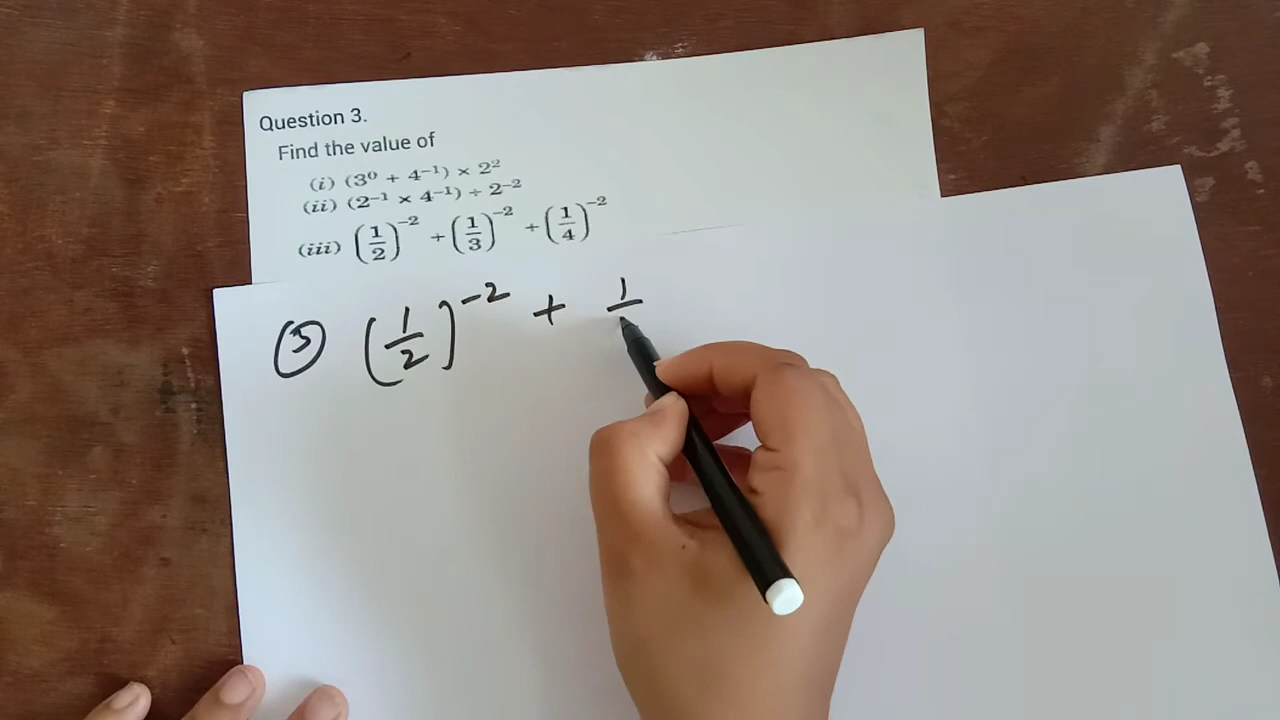 Question 3.
Find the value of
(i) (3⁰ + 4⁻¹) × 2²
(ii) (2⁻¹ × 4⁻¹) ÷ 2⁻²
(iii) (1/2)⁻² + (1/3)⁻² + (1/4)⁻²
③ (1/2)⁻² + 1/